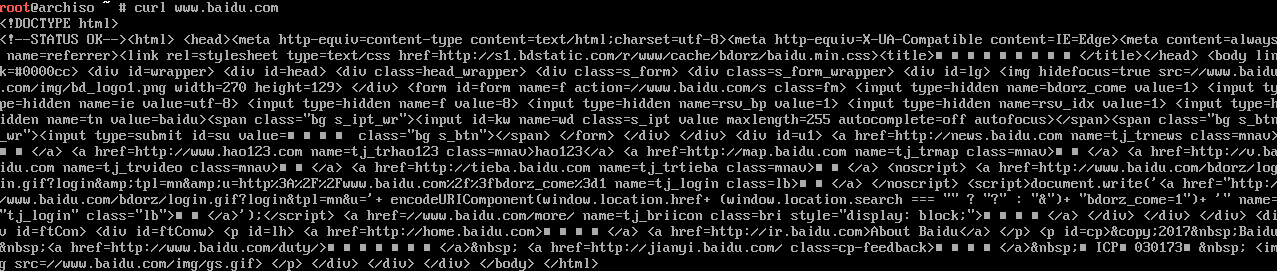 root@archiso ~ # curl www.baidu.com
<!DOCTYPE html>
<!--STATUS OK--><html> <head><meta http-equiv=content-type content=text/html;charset=utf-8><meta http-equiv=X-UA-Compatible content=IE=Edge><meta content=always
 name=referrer><link rel=stylesheet type=text/css href=http://s1.bdstatic.com/r/www/cache/bdorz/baidu.min.css><title>■ ■ ■ ■ ■ ■ ■ ■ </title></head> <body lin
k=#0000cc> <div id=wrapper> <div id=head> <div class=head_wrapper> <div class=s_form> <div class=s_form_wrapper> <div id=lg> <img hidefocus=true src=//www.baidu
.com/img/bd_logo1.png width=270 height=129> </div> <form id=form name=f action=//www.baidu.com/s class=fm> <input type=hidden name=bdorz_come value=1> <input ty
pe=hidden name=ie value=utf-8> <input type=hidden name=f value=8> <input type=hidden name=rsv_bp value=1> <input type=hidden name=rsv_idx value=1> <input type=h
idden name=tn value=baidu><span class="bg s_ipt_wr"><input id=kw name=wd class=s_ipt value maxlength=255 autocomplete=off autofocus></span><span class="bg s_btn
_wr"><input type=submit id=su value=■ ■ ■ ■  class="bg s_btn"></span> </form> </div> </div> <div id=u1> <a href=http://news.baidu.com name=tj_trnews class=mnav>
■ ■ </a> <a href=http://www.hao123.com name=tj_trhao123 class=mnav>hao123</a> <a href=http://map.baidu.com name=tj_trmap class=mnav>■ ■ </a> <a href=http://v.ba
idu.com name=tj_trvideo class=mnav>■ ■ </a> <a href=http://tieba.baidu.com name=tj_trtieba class=mnav>■ ■ </a> <noscript> <a href=http://www.baidu.com/bdorz/log
in.gif?login&amp;tpl=mn&amp;u=http%3A%2F%2Fwww.baidu.com%2f%3fbdorz_come%3d1 name=tj_login class=lb>■ ■ </a> </noscript> <script>document.write('<a href="http:/
/www.baidu.com/bdorz/login.gif?login&tpl=mn&u='+ encodeURIComponent(window.location.href+ (window.location.search === "" ? "?" : "&")+ "bdorz_come=1")+ '" name=
"tj_login" class="lb">■ ■ </a>');</script> <a href=//www.baidu.com/more/ name=tj_briicon class=bri style="display: block;">■ ■ ■ ■ </a> </div> </div> </div> <di
v id=ftCon> <div id=ftConw> <p id=lh> <a href=http://home.baidu.com>■ ■ ■ ■ </a> <a href=http://ir.baidu.com>About Baidu</a> </p> <p id=cp>&copy;2017&nbsp;Baidu
&nbsp;<a href=http://www.baidu.com/duty/>■ ■ ■ ■ ■ ■ ■ </a>&nbsp; <a href=http://jianyi.baidu.com/ class=cp-feedback>■ ■ ■ ■ </a>&nbsp;■ ICP■ 030173■ &nbsp; <im
g src=//www.baidu.com/img/gs.gif> </p> </div> </div> </div> </body> </html>